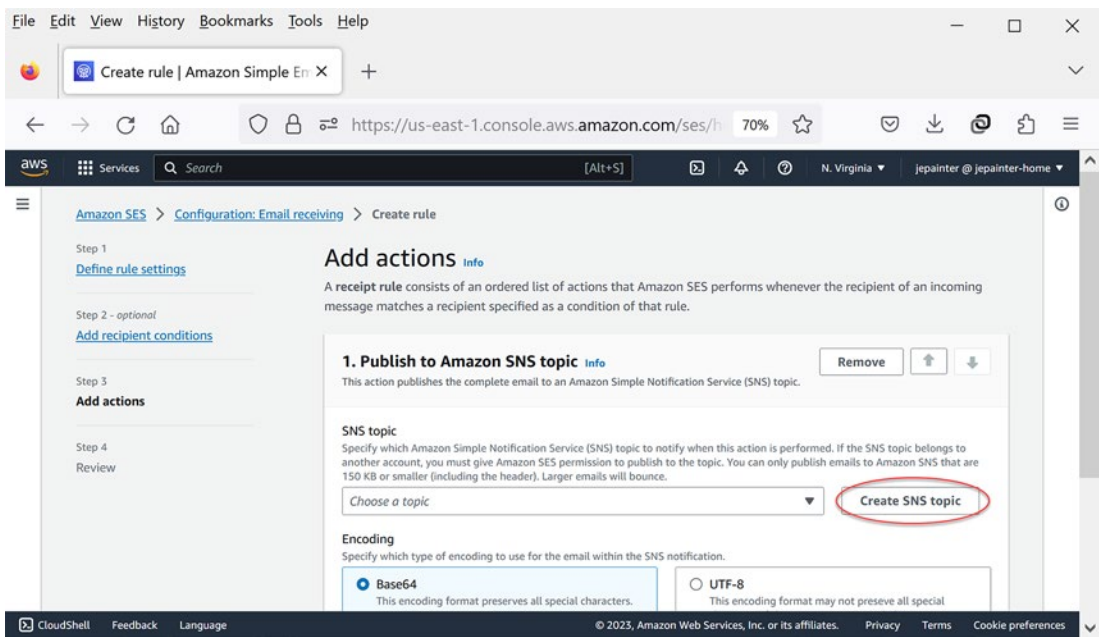 File Edit View History Bookmarks Tools Help
Create rule | Amazon Simple Em
https://us-east-1.console.aws.amazon.com/ses/h 70%
aws Services Search [Alt+S] N. Virginia jepainter @ jepainter-home
Amazon SES > Configuration: Email receiving > Create rule
Step 1
Define rule settings
Step 2 - optional
Add recipient conditions
Step 3
Add actions
Step 4
Review
Add actions Info
A receipt rule consists of an ordered list of actions that Amazon SES performs whenever the recipient of an incoming
message matches a recipient specified as a condition of that rule.
1. Publish to Amazon SNS topic Info
Remove
This action publishes the complete email to an Amazon Simple Notification Service (SNS) topic.
SNS topic
Specify which Amazon Simple Notification Service (SNS) topic to notify when this action is performed. If the SNS topic belongs to
another account, you must give Amazon SES permission to publish to the topic. You can only publish emails to Amazon SNS that are
150 KB or smaller (including the header). Larger emails will bounce.
Choose a topic
Create SNS topic
Encoding
Specify which type of encoding to use for the email within the SNS notification.
Base64
This encoding format preserves all special characters.
UTF-8
This encoding format may not preseve all special
CloudShell Feedback Language © 2023, Amazon Web Services, Inc. or its affiliates. Privacy Terms Cookie preferences